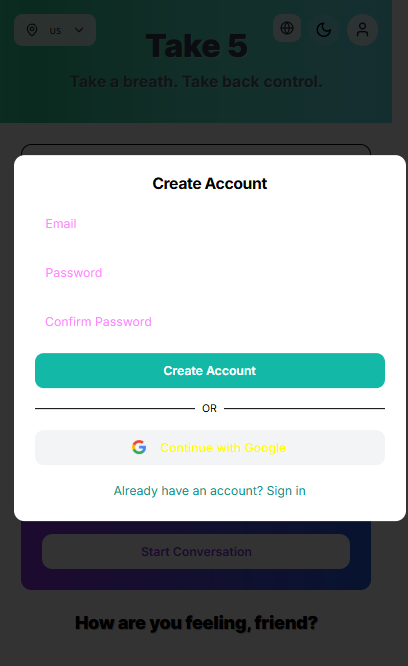 us
Take 5
Take a breath. Take back control.
Create Account
Email
Password
Confirm Password
Create Account
OR
Continue with Google
Already have an account? Sign in
Start Conversation
How are you feeling, friend?